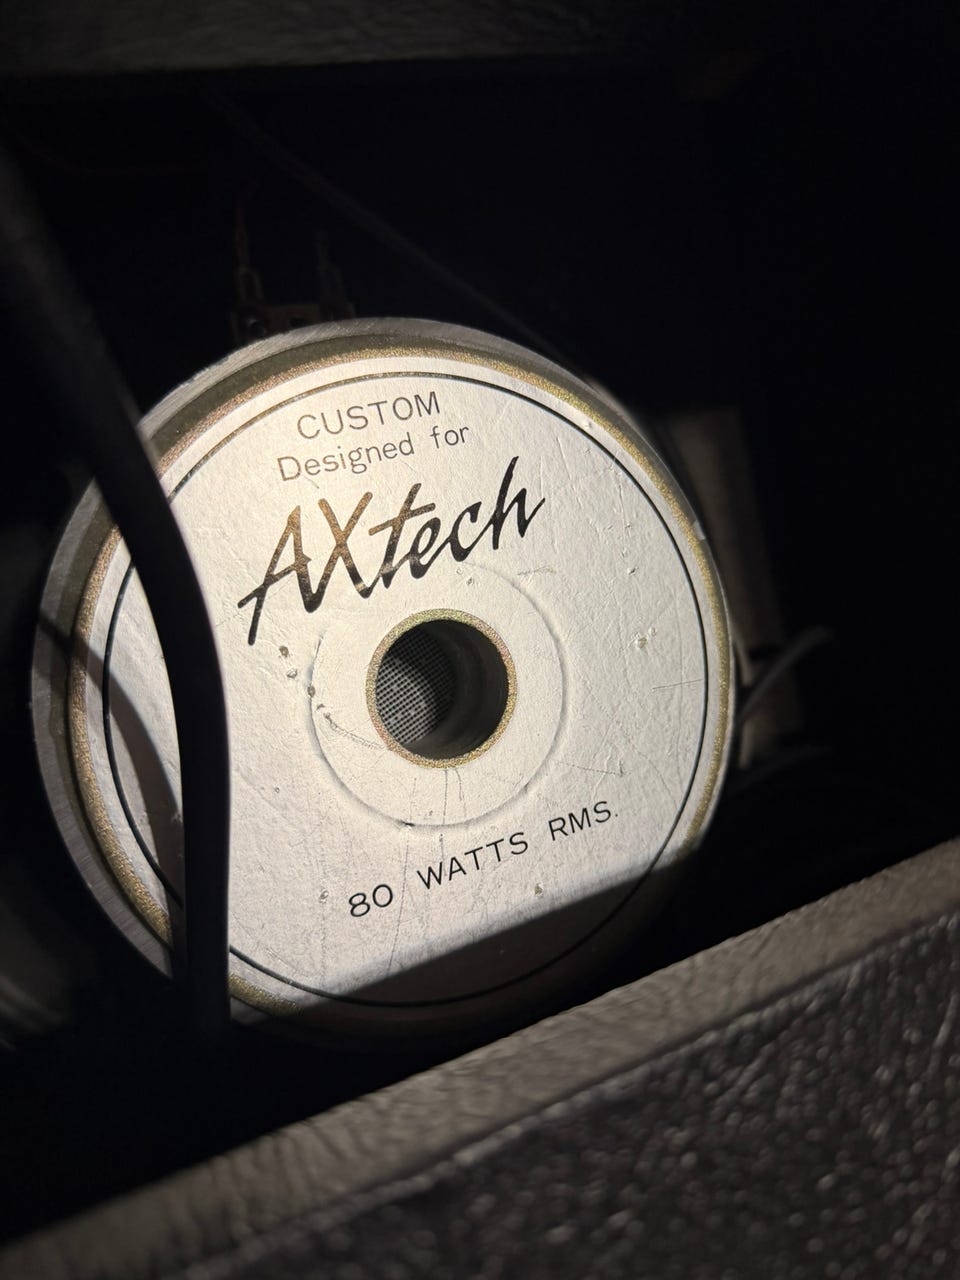 CUSTOM
Designed for
AXtech
80 WATTS RMS.